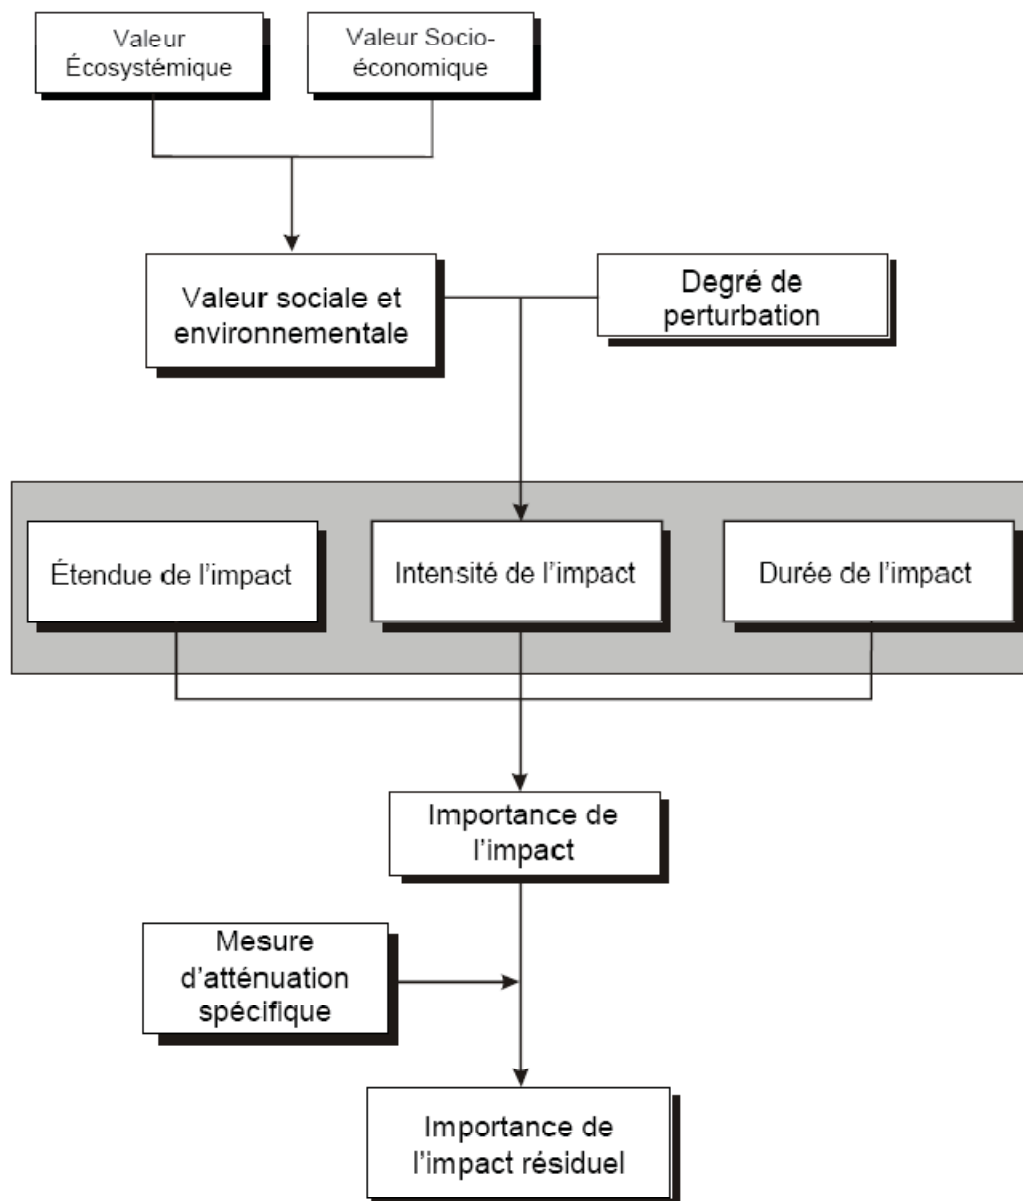 Valeur
Écosystémique
Valeur Socio-
économique
Valeur sociale et
environnementale
Degré de
perturbation
Étendue de l'impact
Intensité de l'impact
Durée de l'impact
Importance de
l'impact
Mesure
d'atténuation
spécifique
Importance de
l'impact résiduel